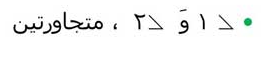 • ⦣ ١ وَ ⦣ ٢ ، متجاورتين